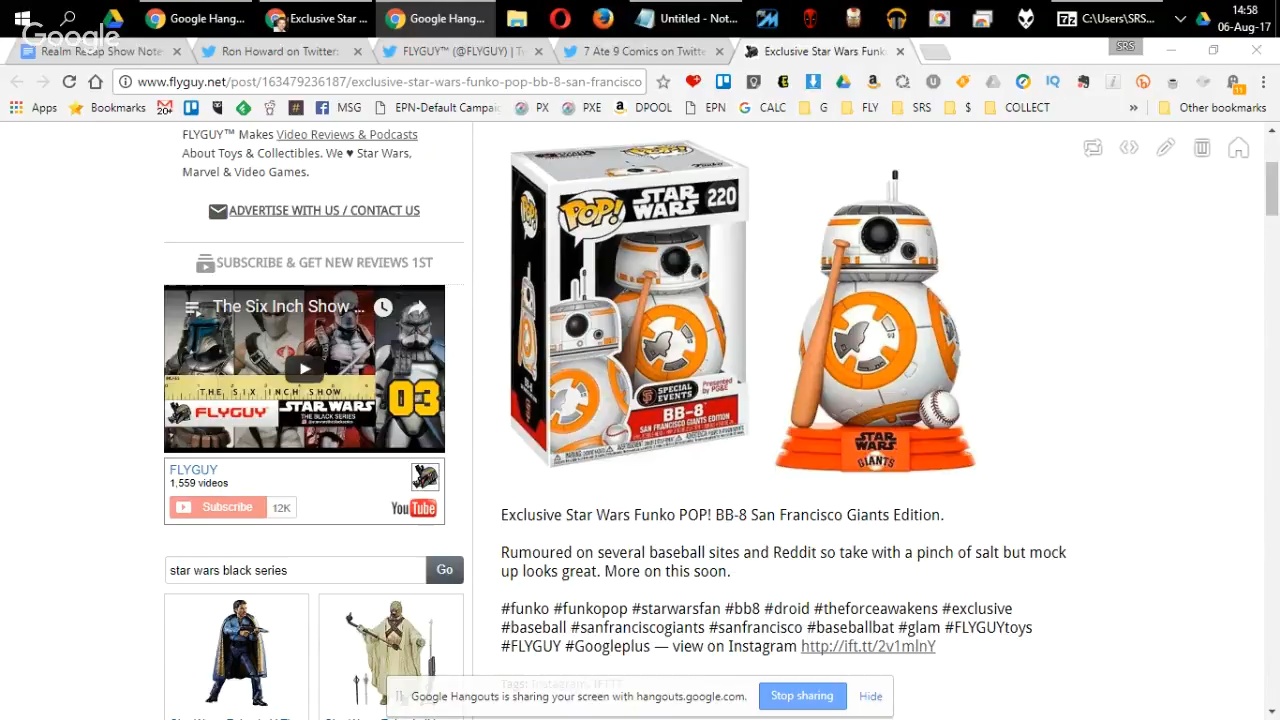 Google Hang...
Exclusive Star ...
Google Hang...
Untitled - Not...
C:\Users\SRS...
14:58
06-Aug-17
Google
Realm Recap Show Note
Ron Howard on Twitter:
FLYGUY™ (@FLYGUY) | T
7 Ate 9 Comics on Twitte
Exclusive Star Wars Funk
SRS
www.flyguy.net/post/163479236187/exclusive-star-wars-funko-pop-bb-8-san-francisco
Apps
Bookmarks
20+
MSG
EPN-Default Campai
PX
PXE
DPOOL
EPN
CALC
G
FLY
SRS
$
COLLECT
»
Other bookmarks
11
FLYGUY™ Makes Video Reviews & Podcasts
About Toys & Collectibles. We ♥ Star Wars,
Marvel & Video Games.
ADVERTISE WITH US / CONTACT US
SUBSCRIBE & GET NEW REVIEWS 1ST
The Six Inch Show ...
THE SIX INCH SHOW
FLYGUY
STAR WARS
THE BLACK SERIES
03
FLYGUY
1,559 videos
Subscribe
12K
YouTube
star wars black series
Go
Funko
POP!
STAR WARS
220
SPECIAL EVENTS
Presented by PG&E
BB-8
SAN FRANCISCO GIANTS EDITION
STAR WARS
GIANTS
Exclusive Star Wars Funko POP! BB-8 San Francisco Giants Edition.
Rumoured on several baseball sites and Reddit so take with a pinch of salt but mock
up looks great. More on this soon.
#funko #funkopop #starwarsfan #bb8 #droid #theforceawakens #exclusive
#baseball #sanfranciscogiants #sanfrancisco #baseballbat #glam #FLYGUYtoys
#FLYGUY #Googleplus — view on Instagram http://ift.tt/2v1mlnY
Tags: Instagram, IFTTT
Google Hangouts is sharing your screen with hangouts.google.com.
Stop sharing
Hide